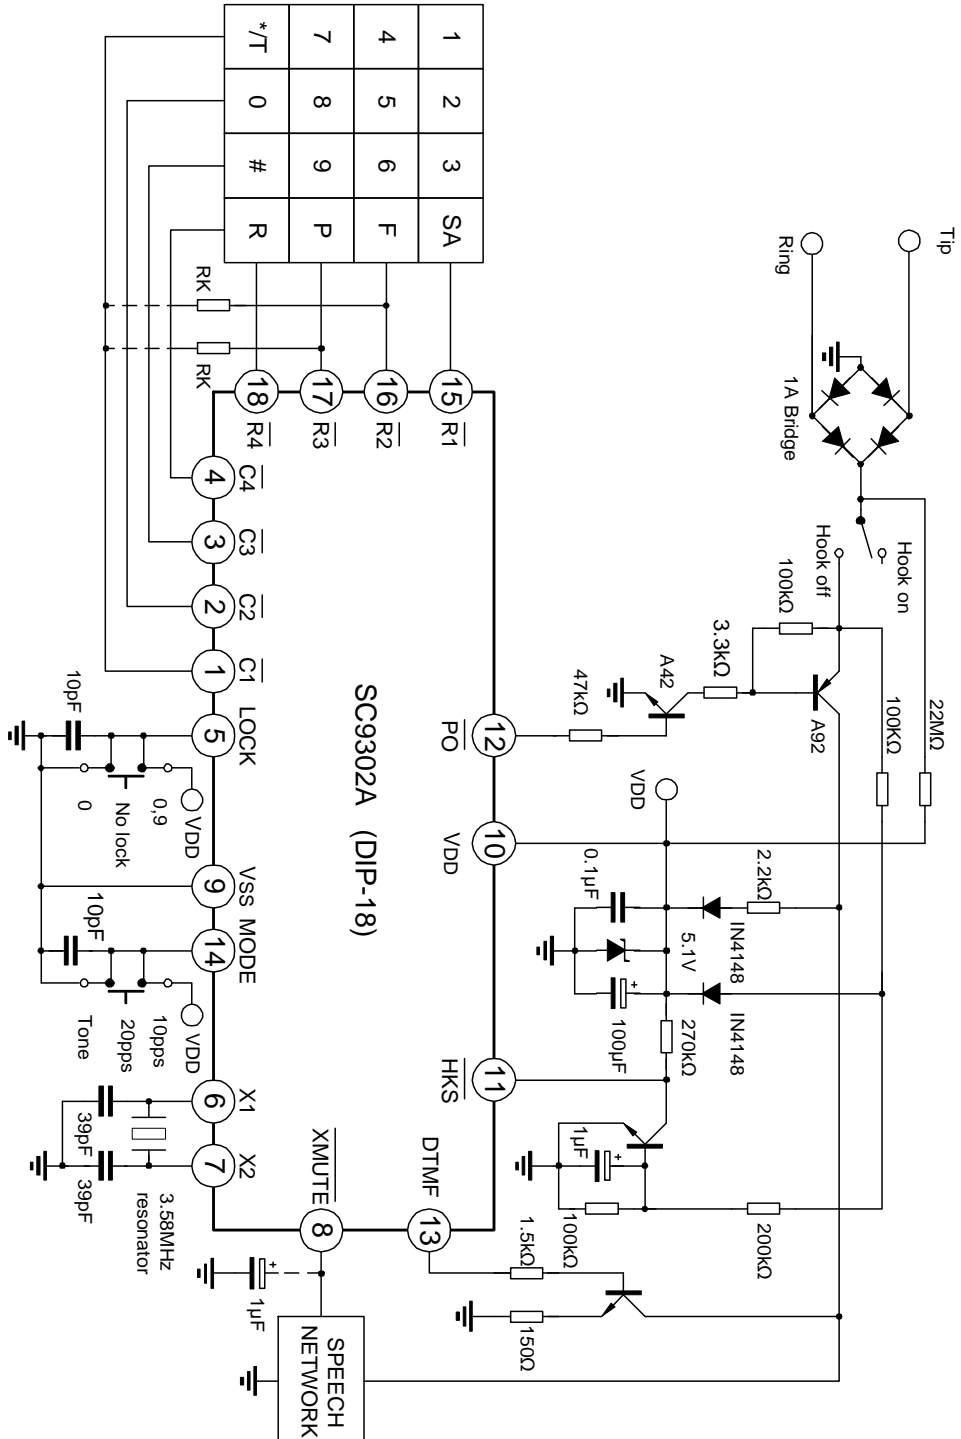 Tip
Ring
1A Bridge
Hook on
Hook off
100kΩ
3.3kΩ
A42
47kΩ
A92
100KΩ
22MΩ
VDD
2.2kΩ
IN4148
IN4148
5.1V
0.1μF
+
100μF
270kΩ
1μF
+
100kΩ
200kΩ
1.5kΩ
150Ω
1 2 3 SA
4 5 6 F
7 8 9 P
*/T 0 # R
RK
RK
15 16 17 18
R1 R2 R3 R4
12 10 11 13
PO VDD HKS DTMF
SC9302A (DIP-18)
XMUTE
8
C4 C3 C2 C1 LOCK VSS MODE X1 X2
4 3 2 1 5 9 14 6 7
10pF
VDD
0,9
No lock
0
10pF
VDD
10pps
20pps
Tone
39pF
39pF
3.58MHz
resonator
+
1μF
SPEECH
NETWORK